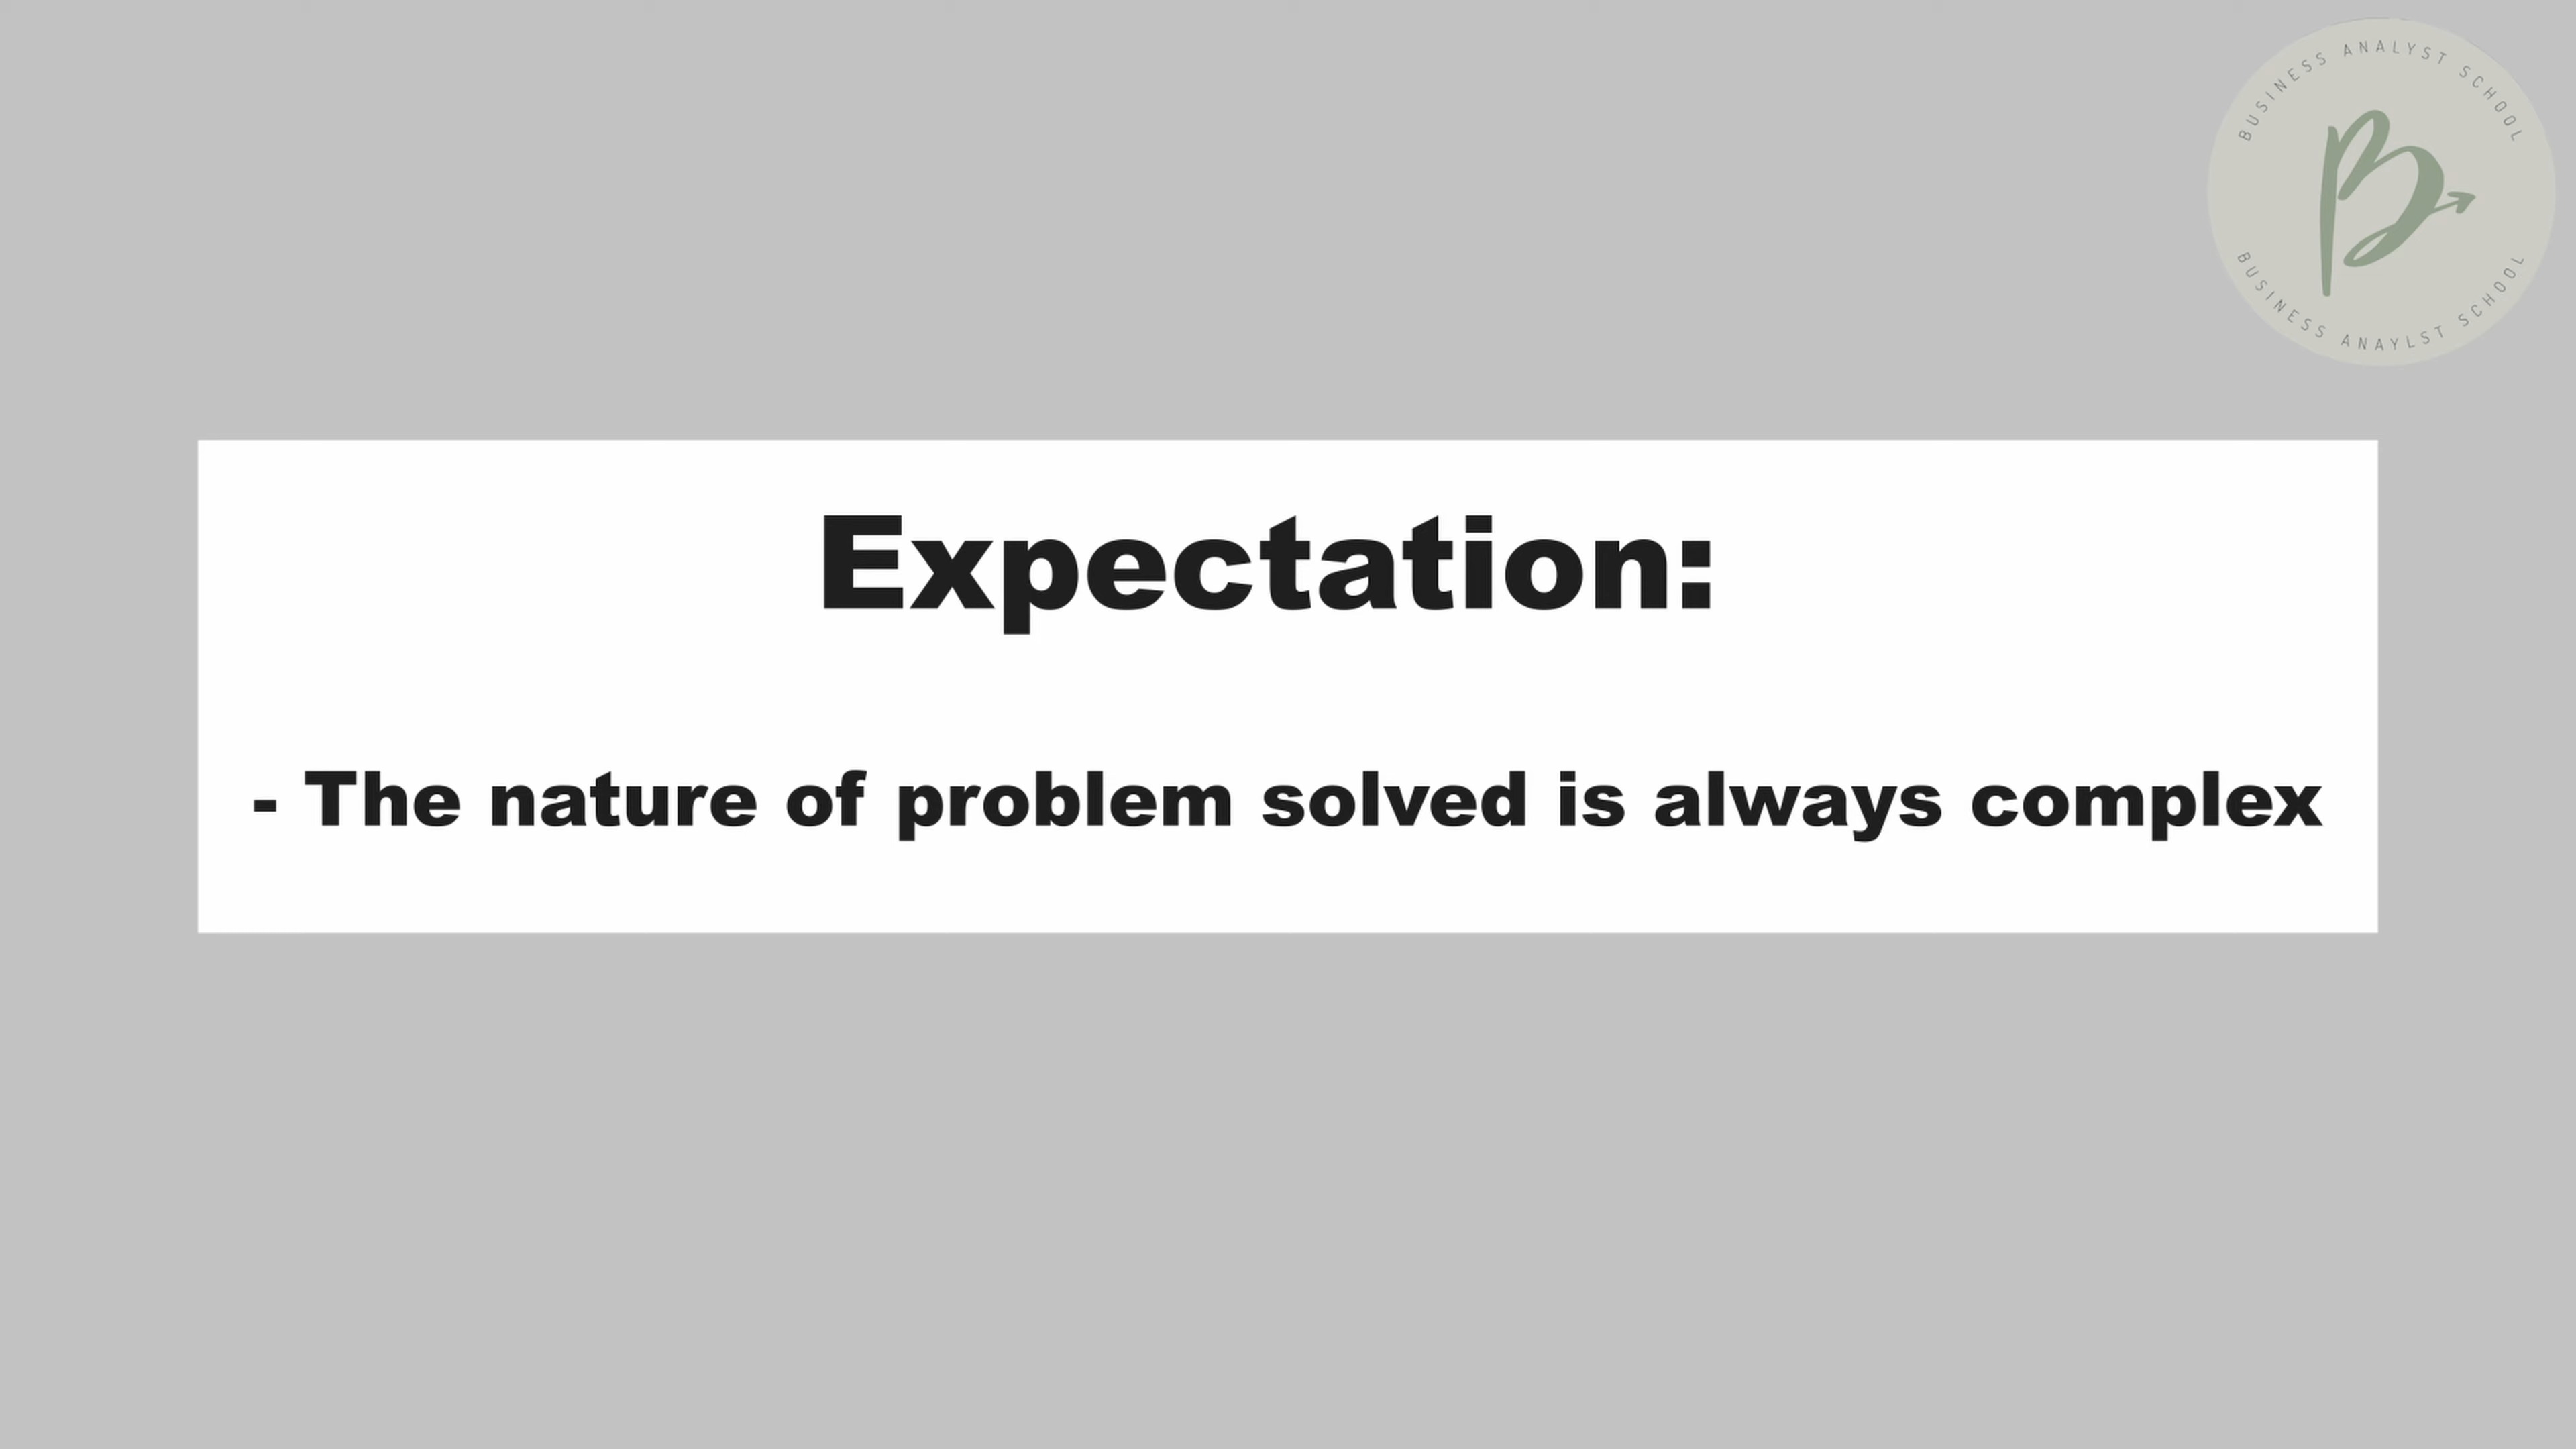 BUSINESS ANALYST SCHOOL
B
BUSINESS ANAYLST SCHOOL
Expectation:
- The nature of problem solved is always complex